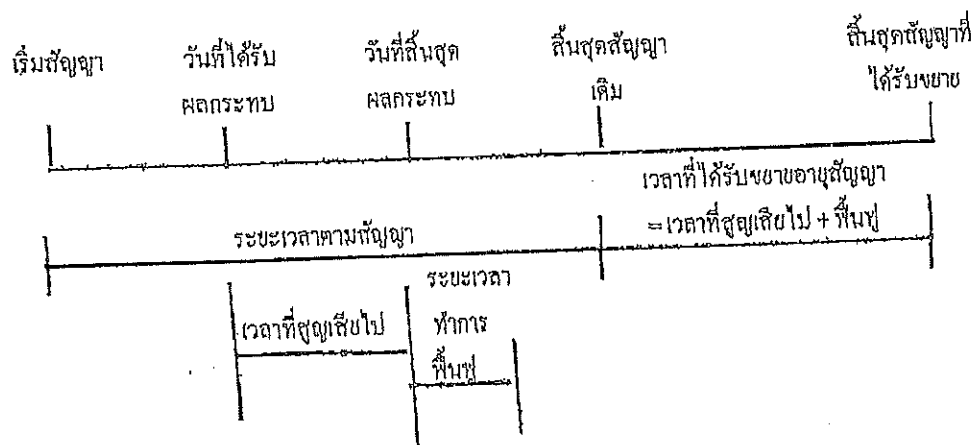 เริ่มสัญญา
วันที่ได้รับ
ผลกระทบ
วันที่สิ้นสุด
ผลกระทบ
สิ้นสุดสัญญา
เดิม
สิ้นสุดสัญญาที่
ได้รับขยาย
เวลาที่ได้รับขยายอายุสัญญา
=เวลาที่สูญเสียไป + ฟื้นฟู
ระยะเวลาตามสัญญา
เวลาที่สูญเสียไป
ระยะเวลา
ทำการ
ฟื้นฟู